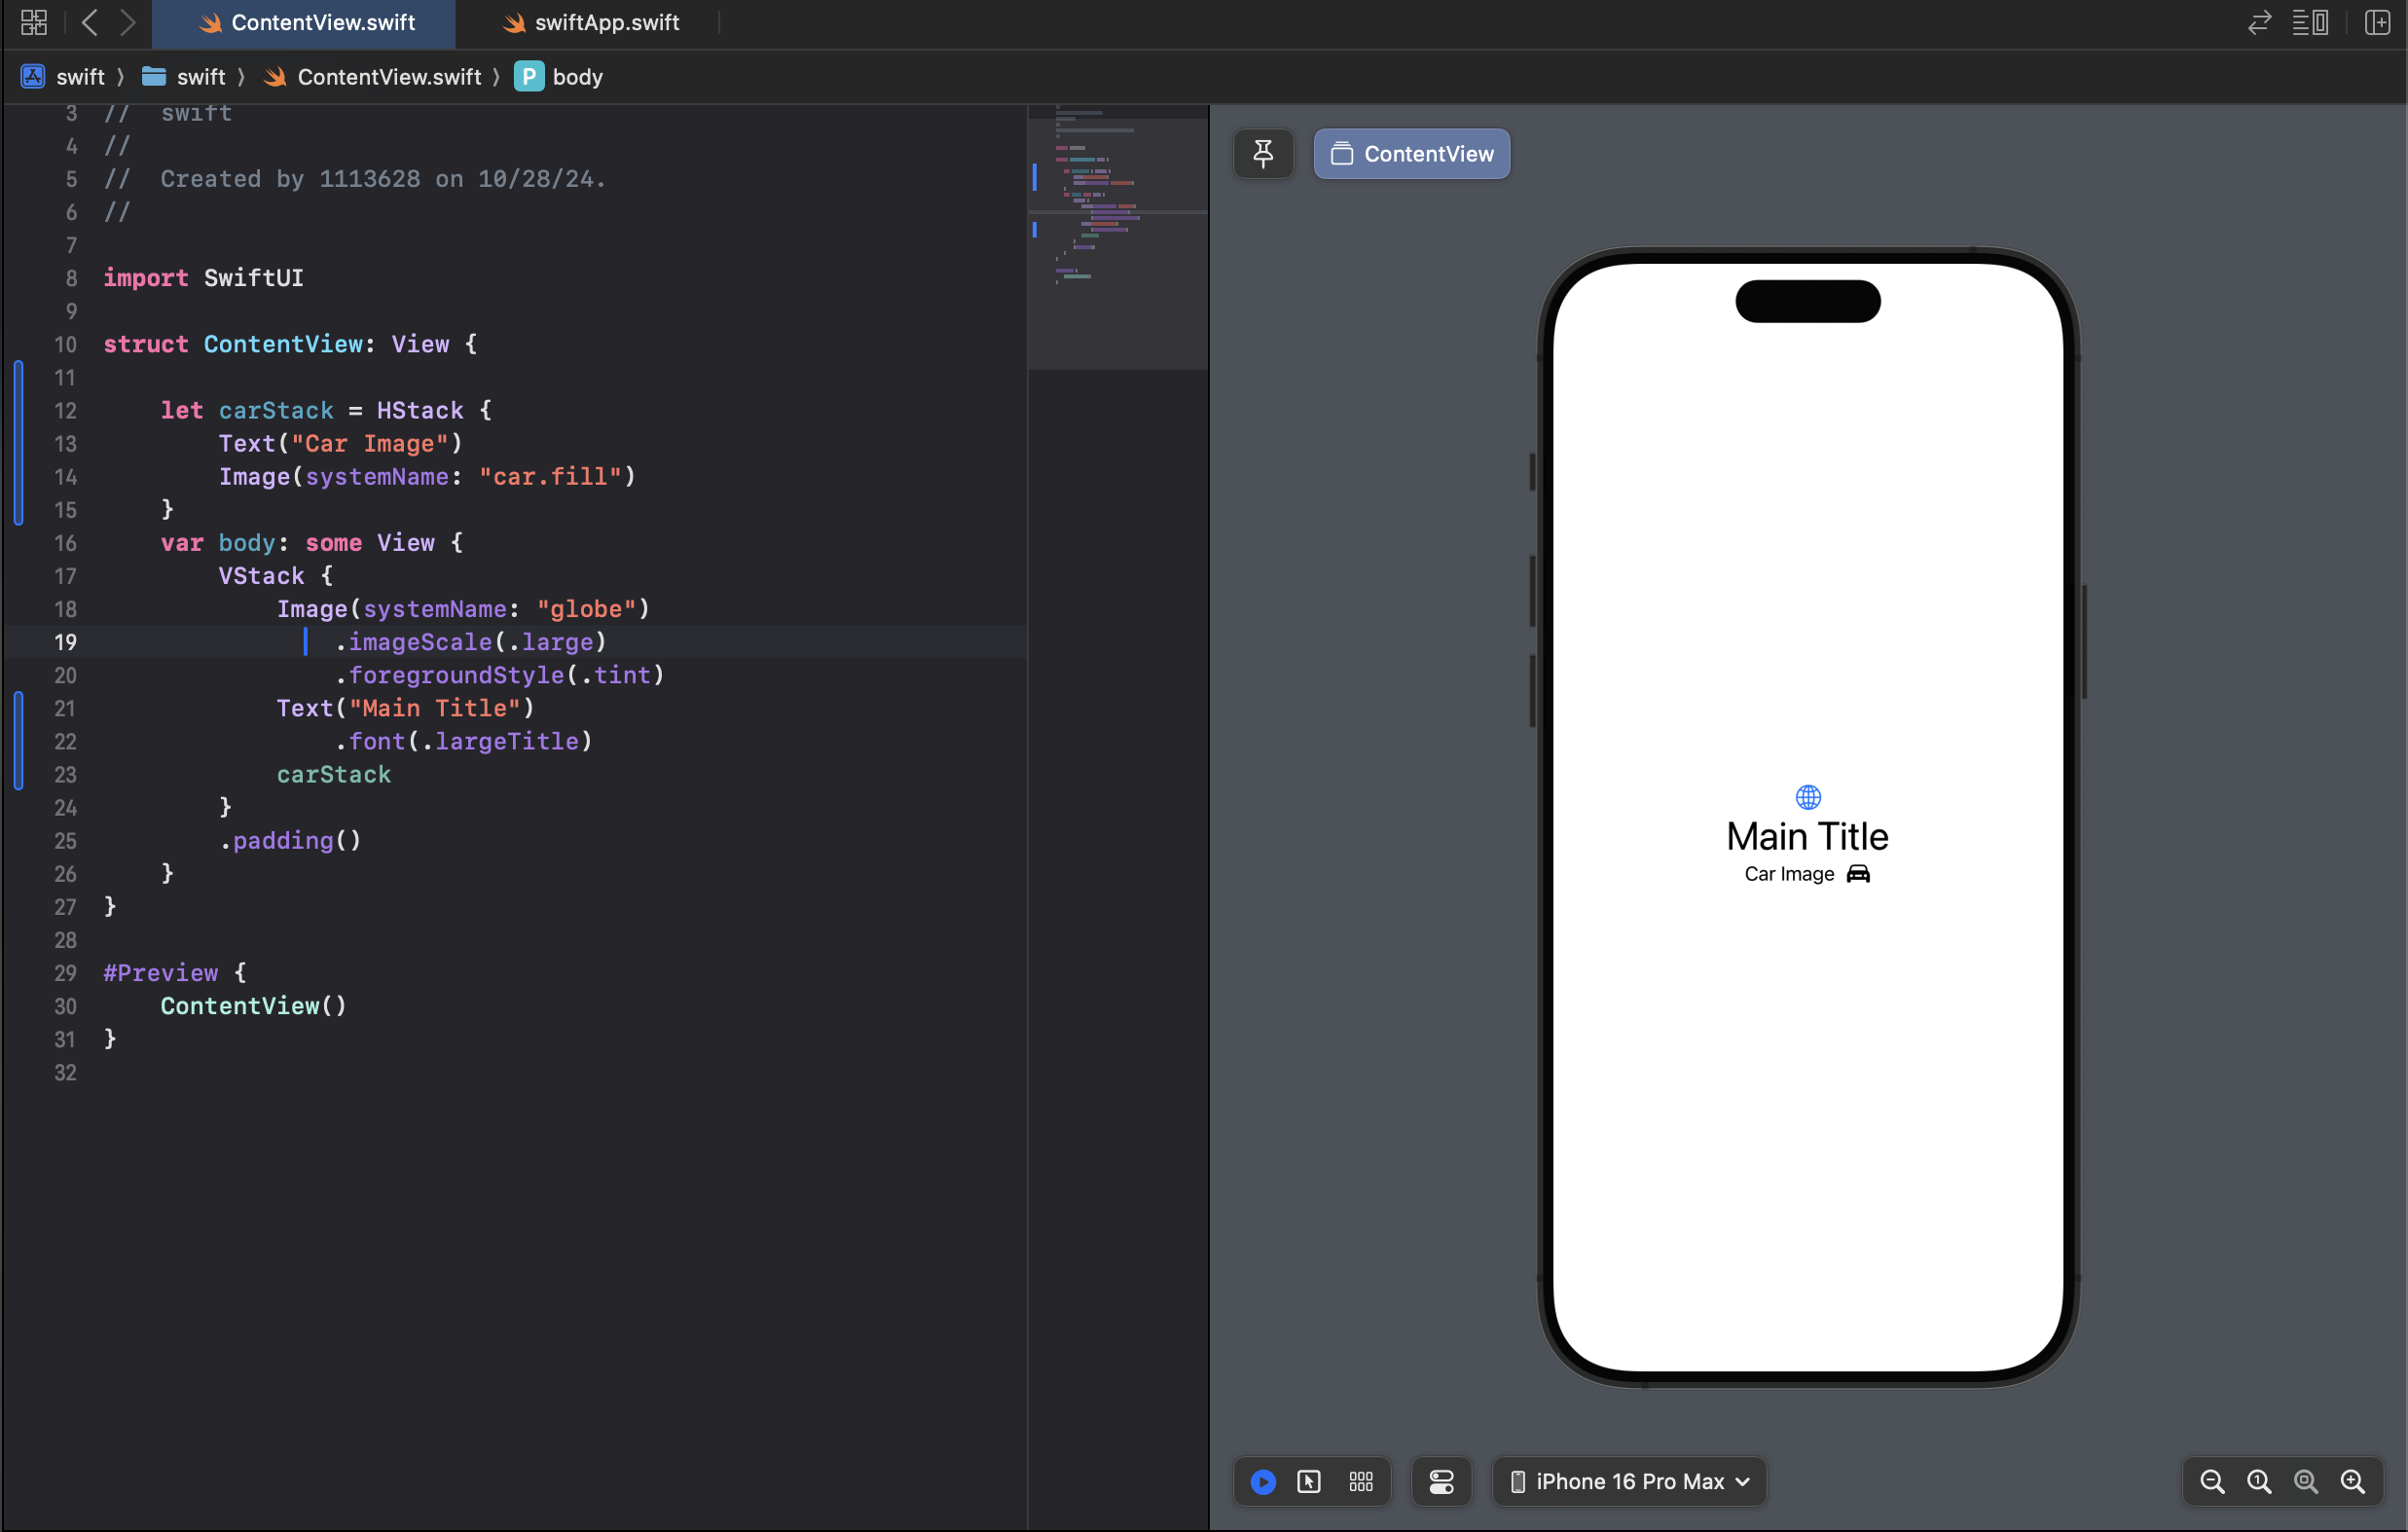 ContentView.swift
swiftApp.swift
swift 〉 swift 〉 ContentView.swift 〉 P body
3 //  swift
4 //
5 //  Created by 1113628 on 10/28/24.
6 //
7
8 import SwiftUI
9
10 struct ContentView: View {
11
12     let carStack = HStack {
13         Text("Car Image")
14         Image(systemName: "car.fill")
15     }
16     var body: some View {
17         VStack {
18             Image(systemName: "globe")
19                 .imageScale(.large)
20                 .foregroundStyle(.tint)
21             Text("Main Title")
22                 .font(.largeTitle)
23             carStack
24         }
25         .padding()
26     }
27 }
28
29 #Preview {
30     ContentView()
31 }
32
ContentView
Main Title
Car Image
iPhone 16 Pro Max